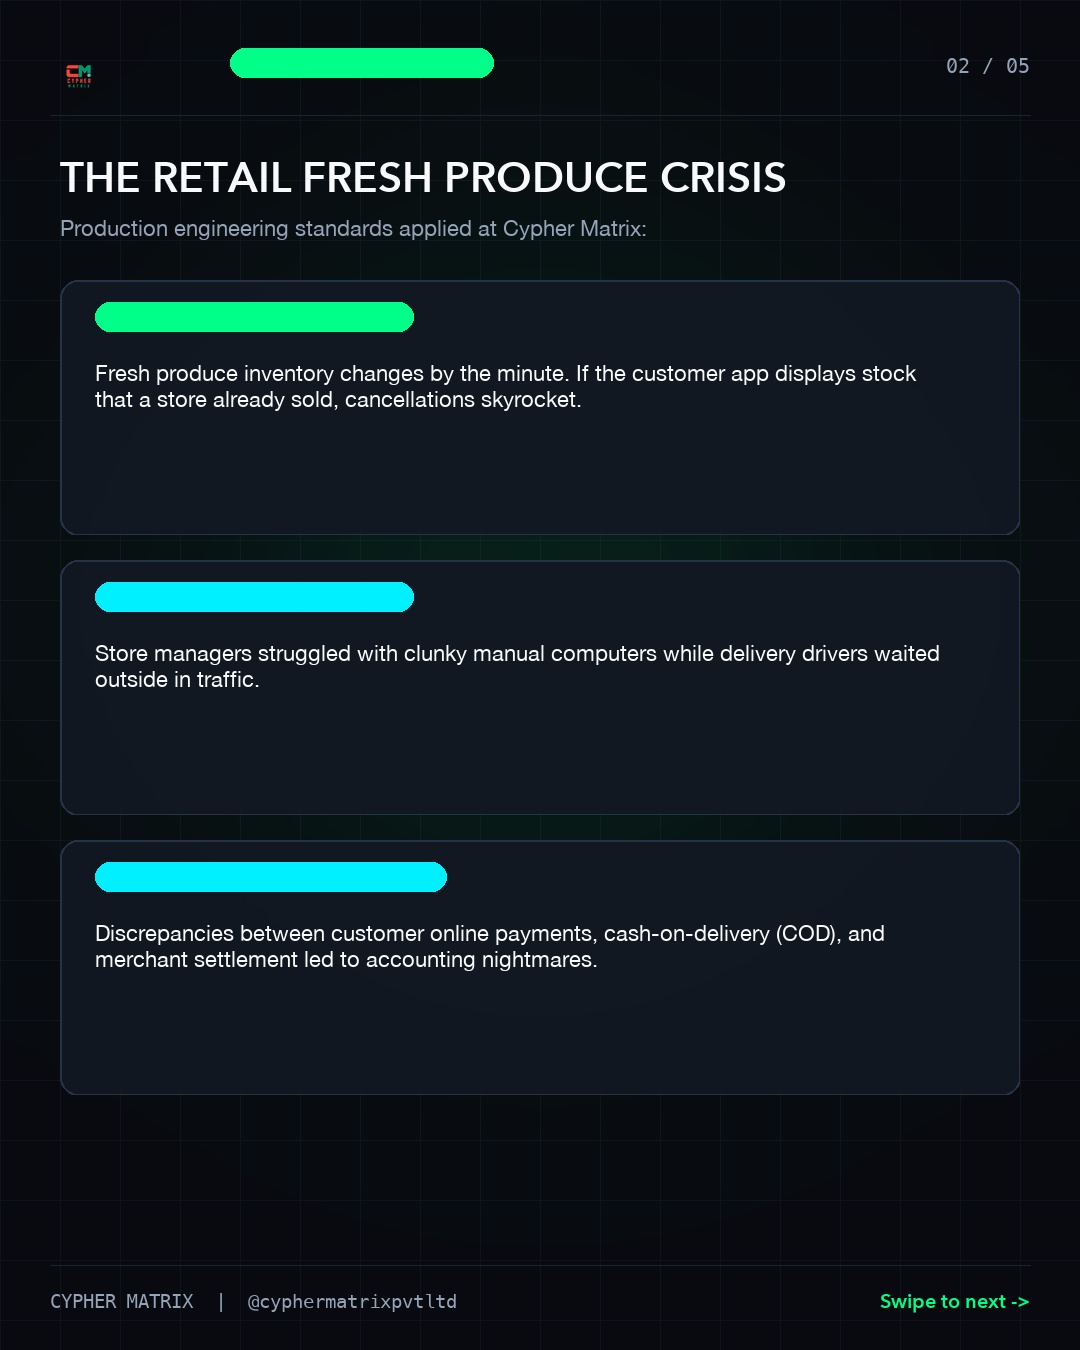 CM
CYPHER
MATRIX
02 / 05
THE RETAIL FRESH PRODUCE CRISIS
Production engineering standards applied at Cypher Matrix:
Fresh produce inventory changes by the minute. If the customer app displays stock
that a store already sold, cancellations skyrocket.
Store managers struggled with clunky manual computers while delivery drivers waited
outside in traffic.
Discrepancies between customer online payments, cash-on-delivery (COD), and
merchant settlement led to accounting nightmares.
CYPHER MATRIX | @cyphermatrixpvtltd
Swipe to next ->